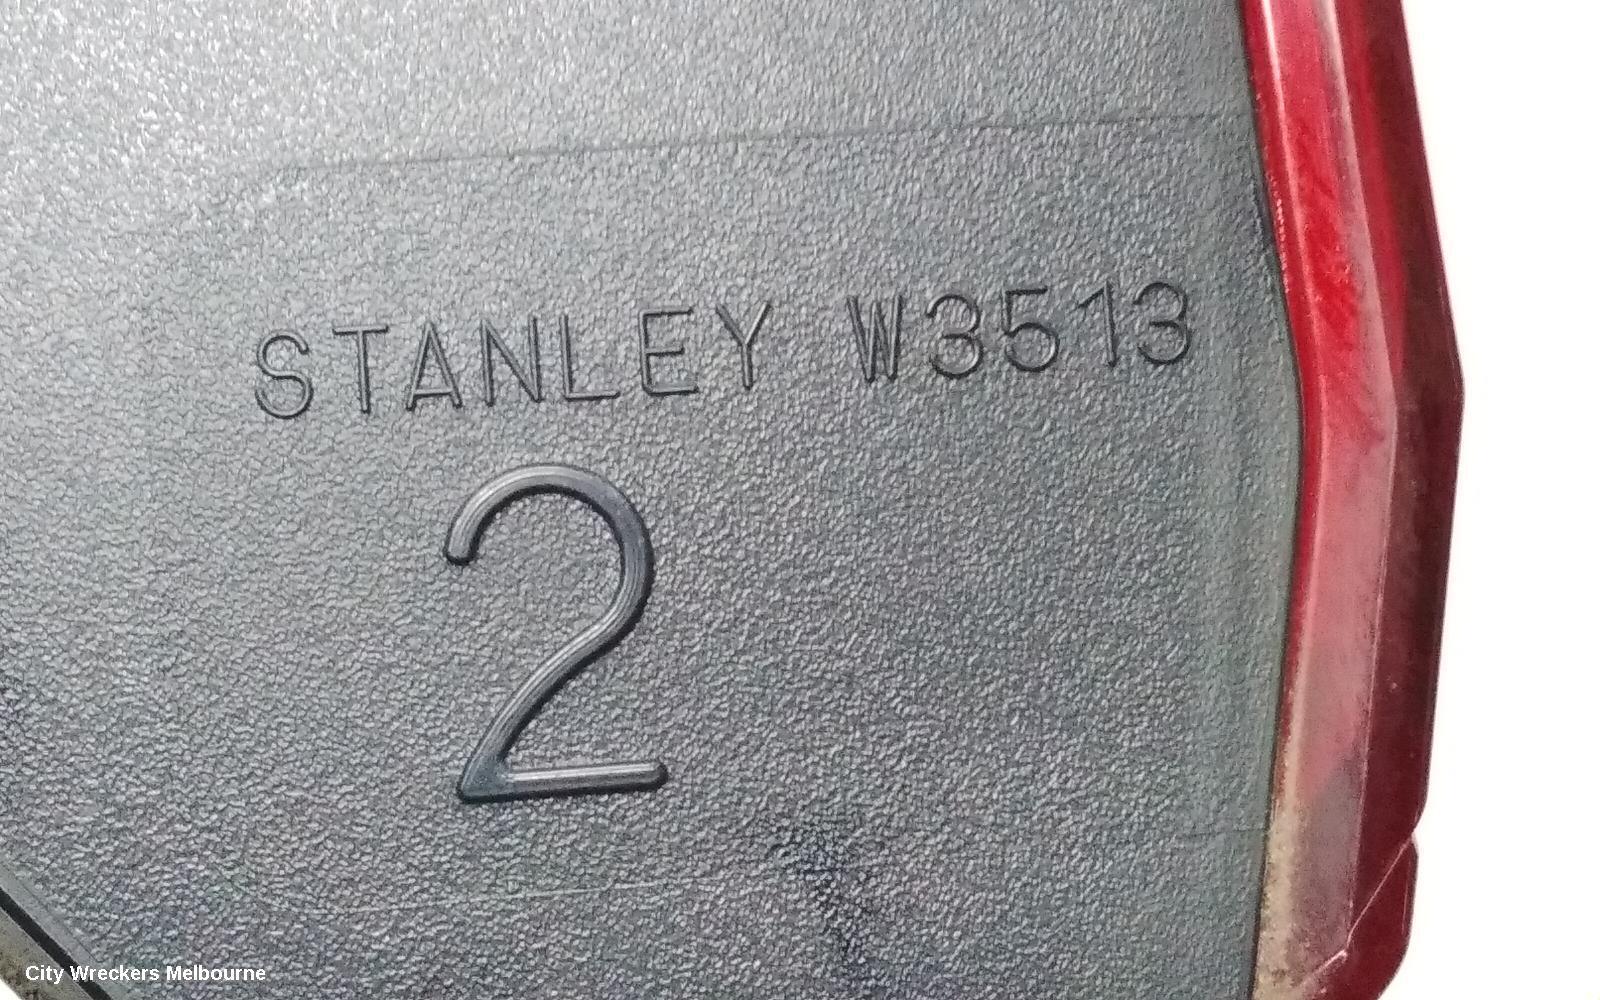 STANLEY W3513
2
City Wreckers Melbourne